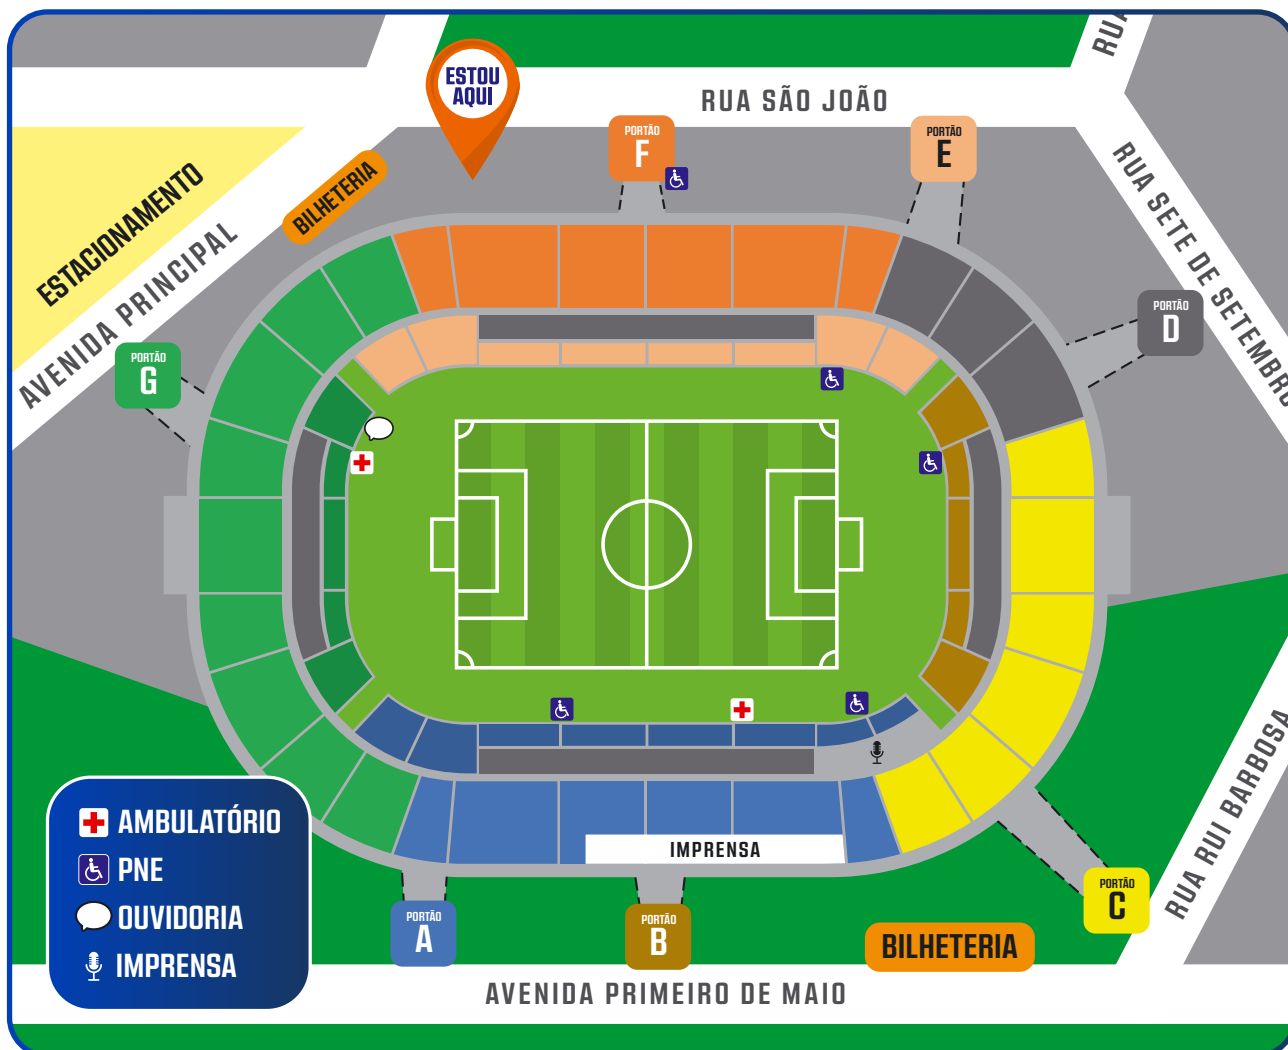 RUA
ESTOU
AQUI
RUA SÃO JOÃO
PORTÃO
F
PORTÃO
E
BILHETERIA
ESTACIONAMENTO
AVENIDA PRINCIPAL
RUA SETE DE SETEMBRO
PORTÃO
D
PORTÃO
G
IMPRENSA
AMBULATÓRIO
PNE
OUVIDORIA
IMPRENSA
PORTÃO
A
PORTÃO
B
PORTÃO
C
BILHETERIA
RUA RUI BARBOSA
AVENIDA PRIMEIRO DE MAIO